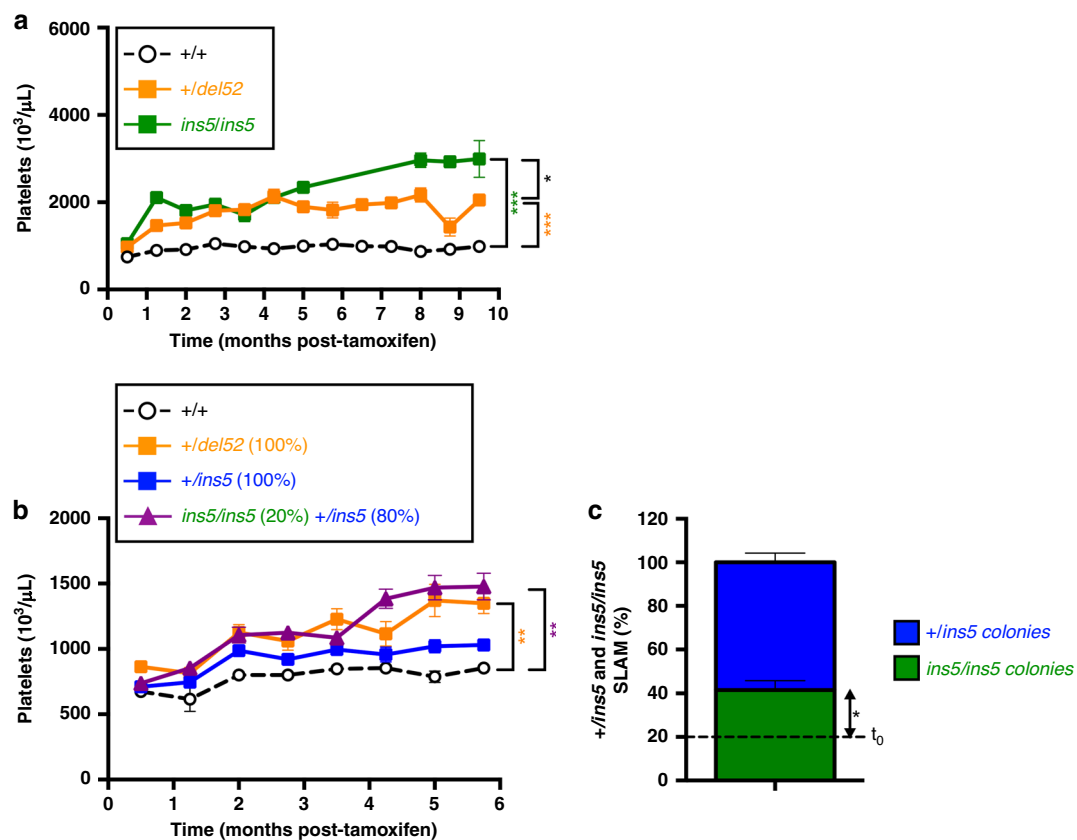 a
6000
4000
2000
0
Platelets (10³/μL)
+/+
+/del52
ins5/ins5
***
*
***
1 2 3 4 5 6 7 8 9 10
Time (months post-tamoxifen)
b
2000
1500
1000
500
0
Platelets (10³/μL)
+/+
+/del52 (100%)
+/ins5 (100%)
ins5/ins5 (20%) +/ins5 (80%)
**
**
0 1 2 3 4 5 6
Time (months post-tamoxifen)
c
120
100
80
60
40
20
0
+/ins5 and ins5/ins5
SLAM (%)
*
t₀
+/ins5 colonies
ins5/ins5 colonies